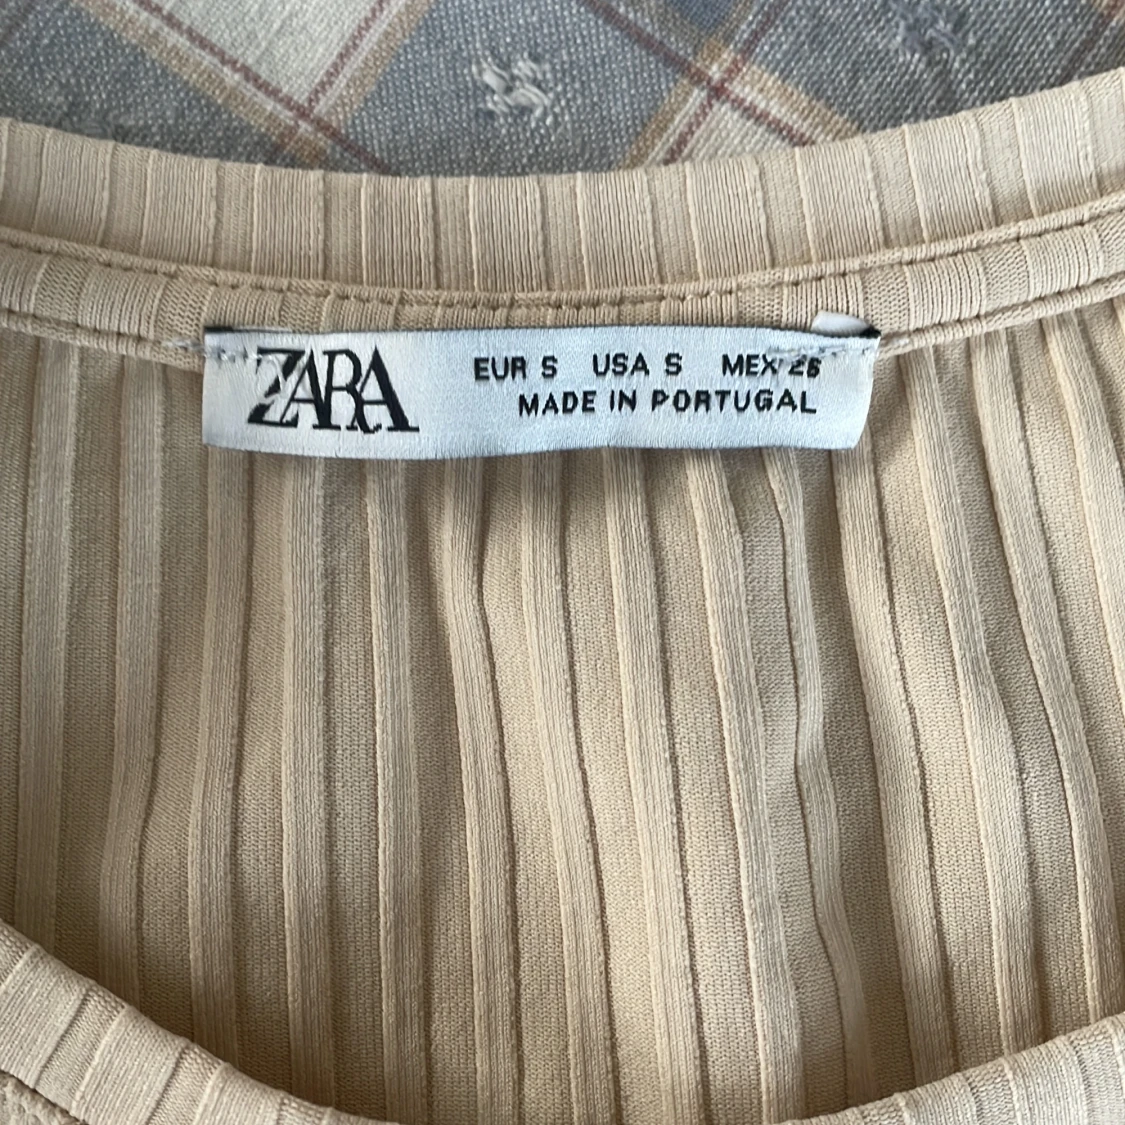 ZARA
EUR S USA S MEX 26
MADE IN PORTUGAL